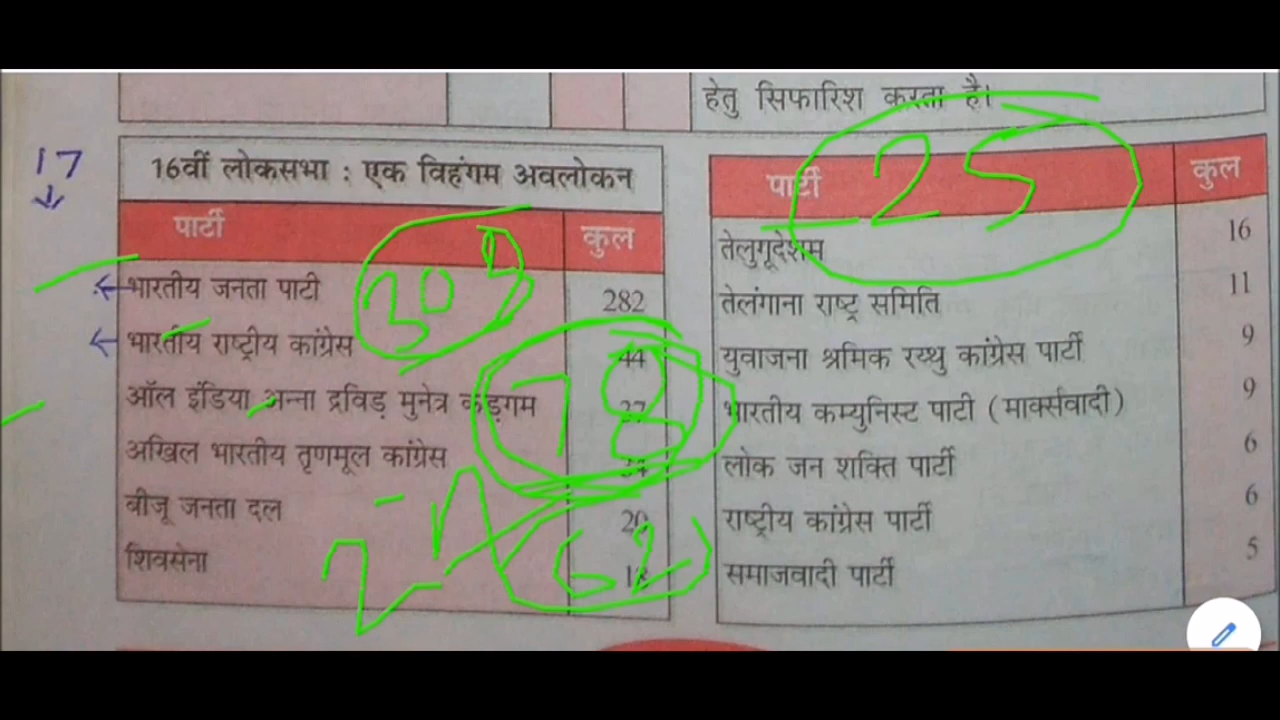 हेतु सिफारिश करता है।
17
16वीं लोकसभा : एक विहंगम अवलोकन
पार्टी कुल
भारतीय जनता पाटी 282
भारतीय राष्ट्रीय कांग्रेस 44
ऑल इंडिया अन्ना द्रविड़ मुनेत्र कड़गम 37
अखिल भारतीय तृणमूल कांग्रेस
बीजू जनता दल 20
शिवसेना 18
पार्टी कुल
तेलुगूदेशम 16
तेलंगाना राष्ट्र समिति 11
युवाजना श्रमिक रय्थु कांग्रेस पार्टी 9
भारतीय कम्युनिस्ट पाटी (मार्क्सवादी) 9
लोक जन शक्ति पार्टी 6
राष्ट्रीय कांग्रेस पार्टी 6
समाजवादी पार्टी 5
25
78
62